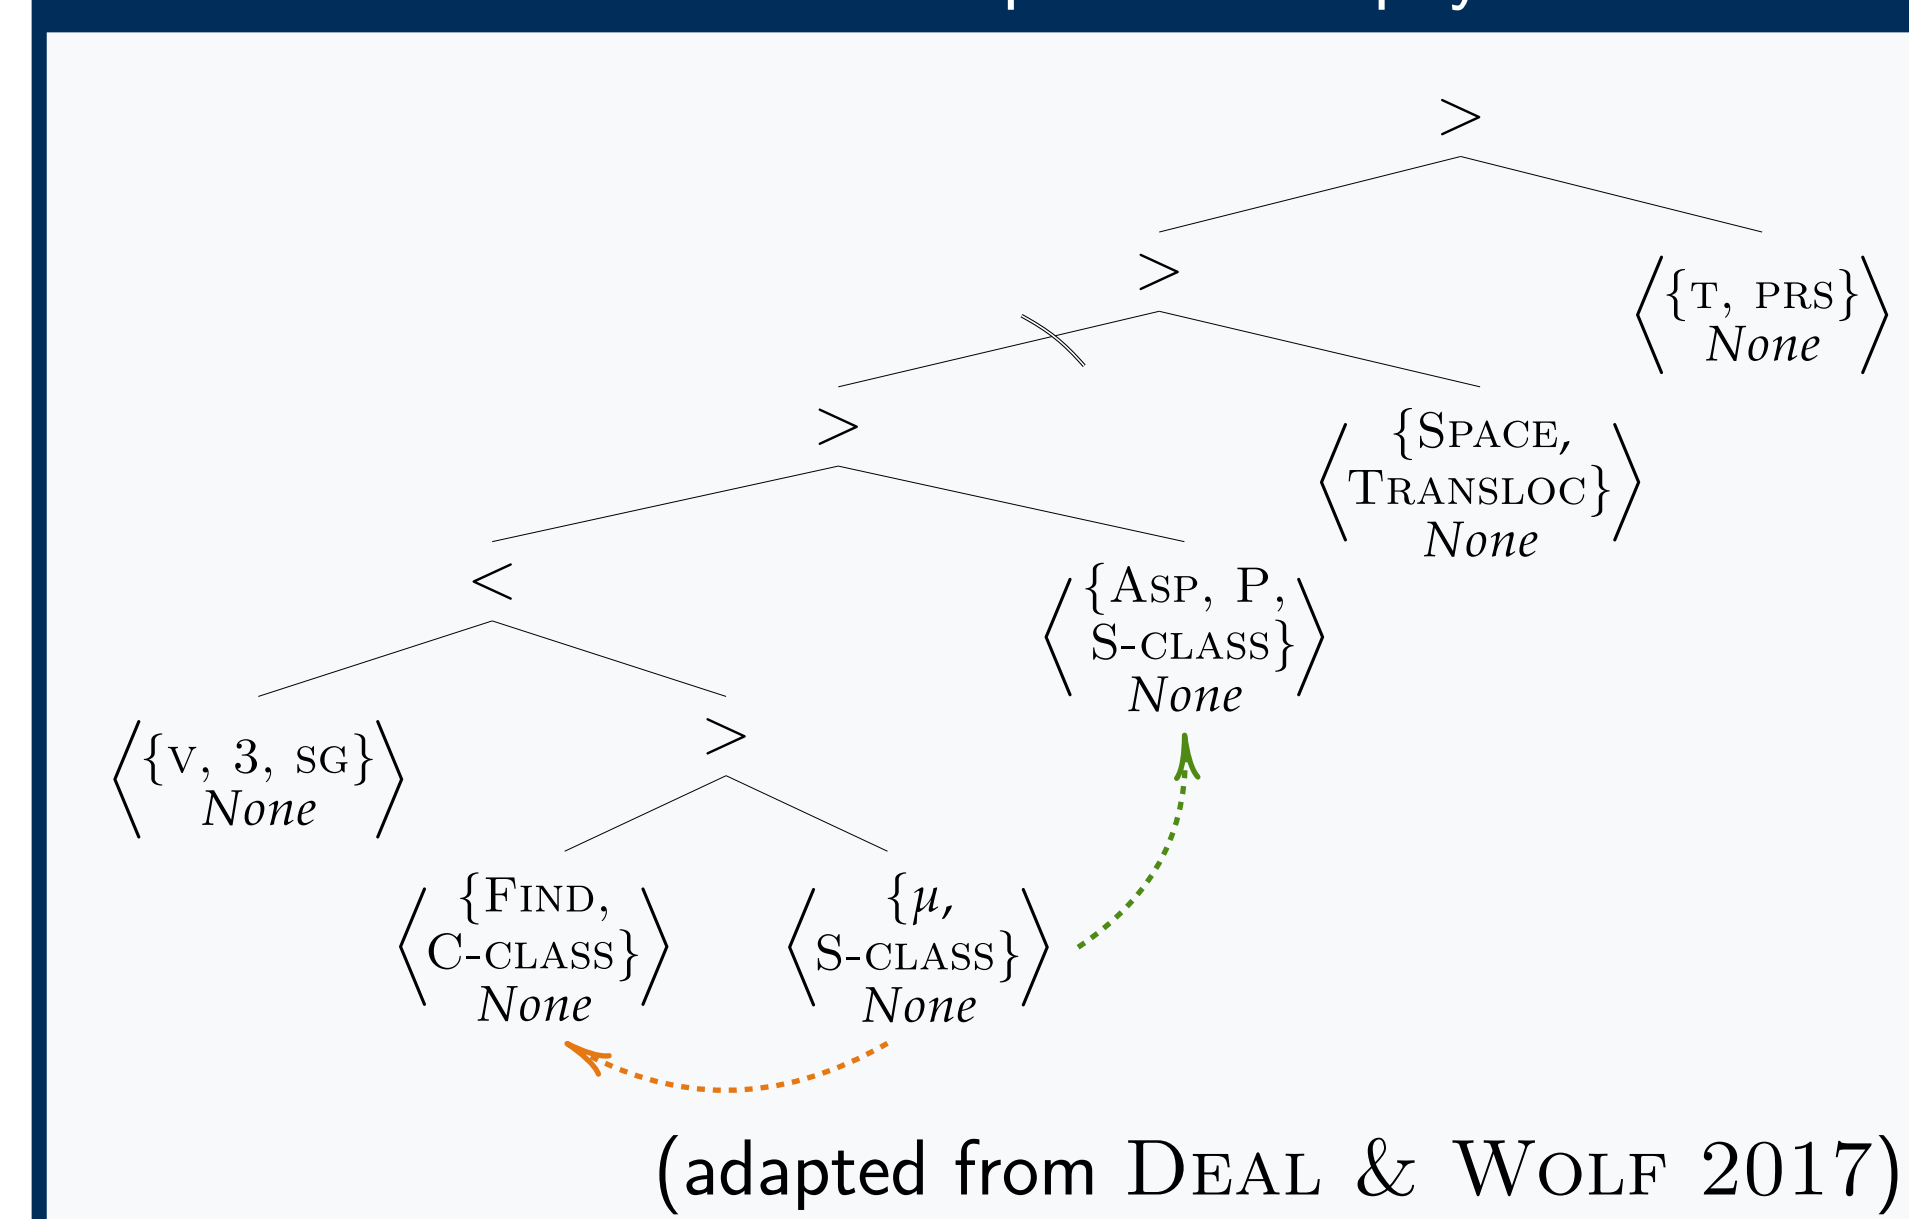 >
>
⟨{T, PRS}
None⟩
>
⟨{SPACE,
TRANSLOC}
None⟩
<
⟨{ASP, P,
S-CLASS}
None⟩
⟨{V, 3, SG}
None⟩
>
⟨{FIND,
C-CLASS}
None⟩
⟨{μ,
S-CLASS}
None⟩
(adapted from DEAL & WOLF 2017)